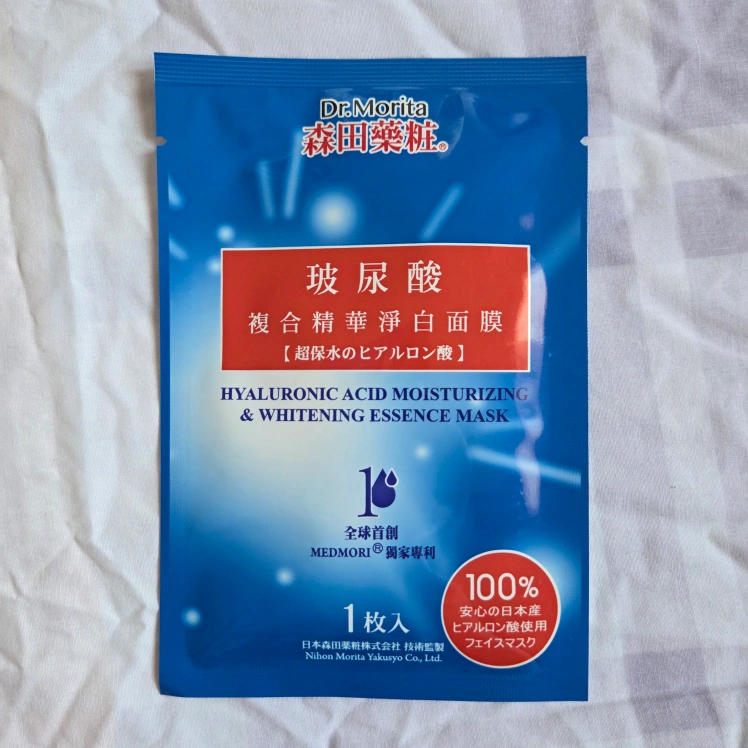 Dr.Morita
森田藥粧®
玻尿酸
複合精華淨白面膜
【超保水のヒアルロン酸】
HYALURONIC ACID MOISTURIZING
& WHITENING ESSENCE MASK
1
全球首創
MEDMORI® 獨家專利
100%
安心の日本産
ヒアルロン酸使用
フェイスマスク
1枚入
日本森田薬粧株式会社 技術監製
Nihon Morita Yakusyo Co., Ltd.